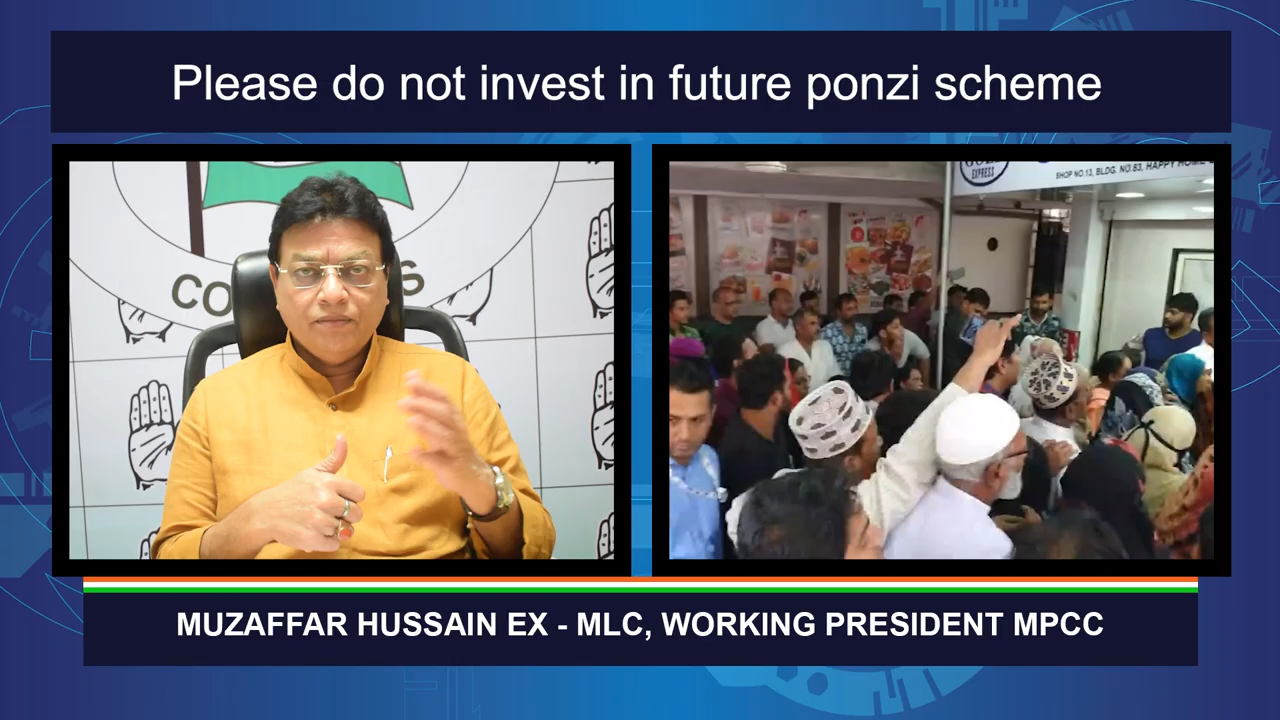 Please do not invest in future ponzi scheme
EXPRESS
SHOP NO.13, BLDG. NO.83, HAPPY HOME
MUZAFFAR HUSSAIN EX - MLC, WORKING PRESIDENT MPCC